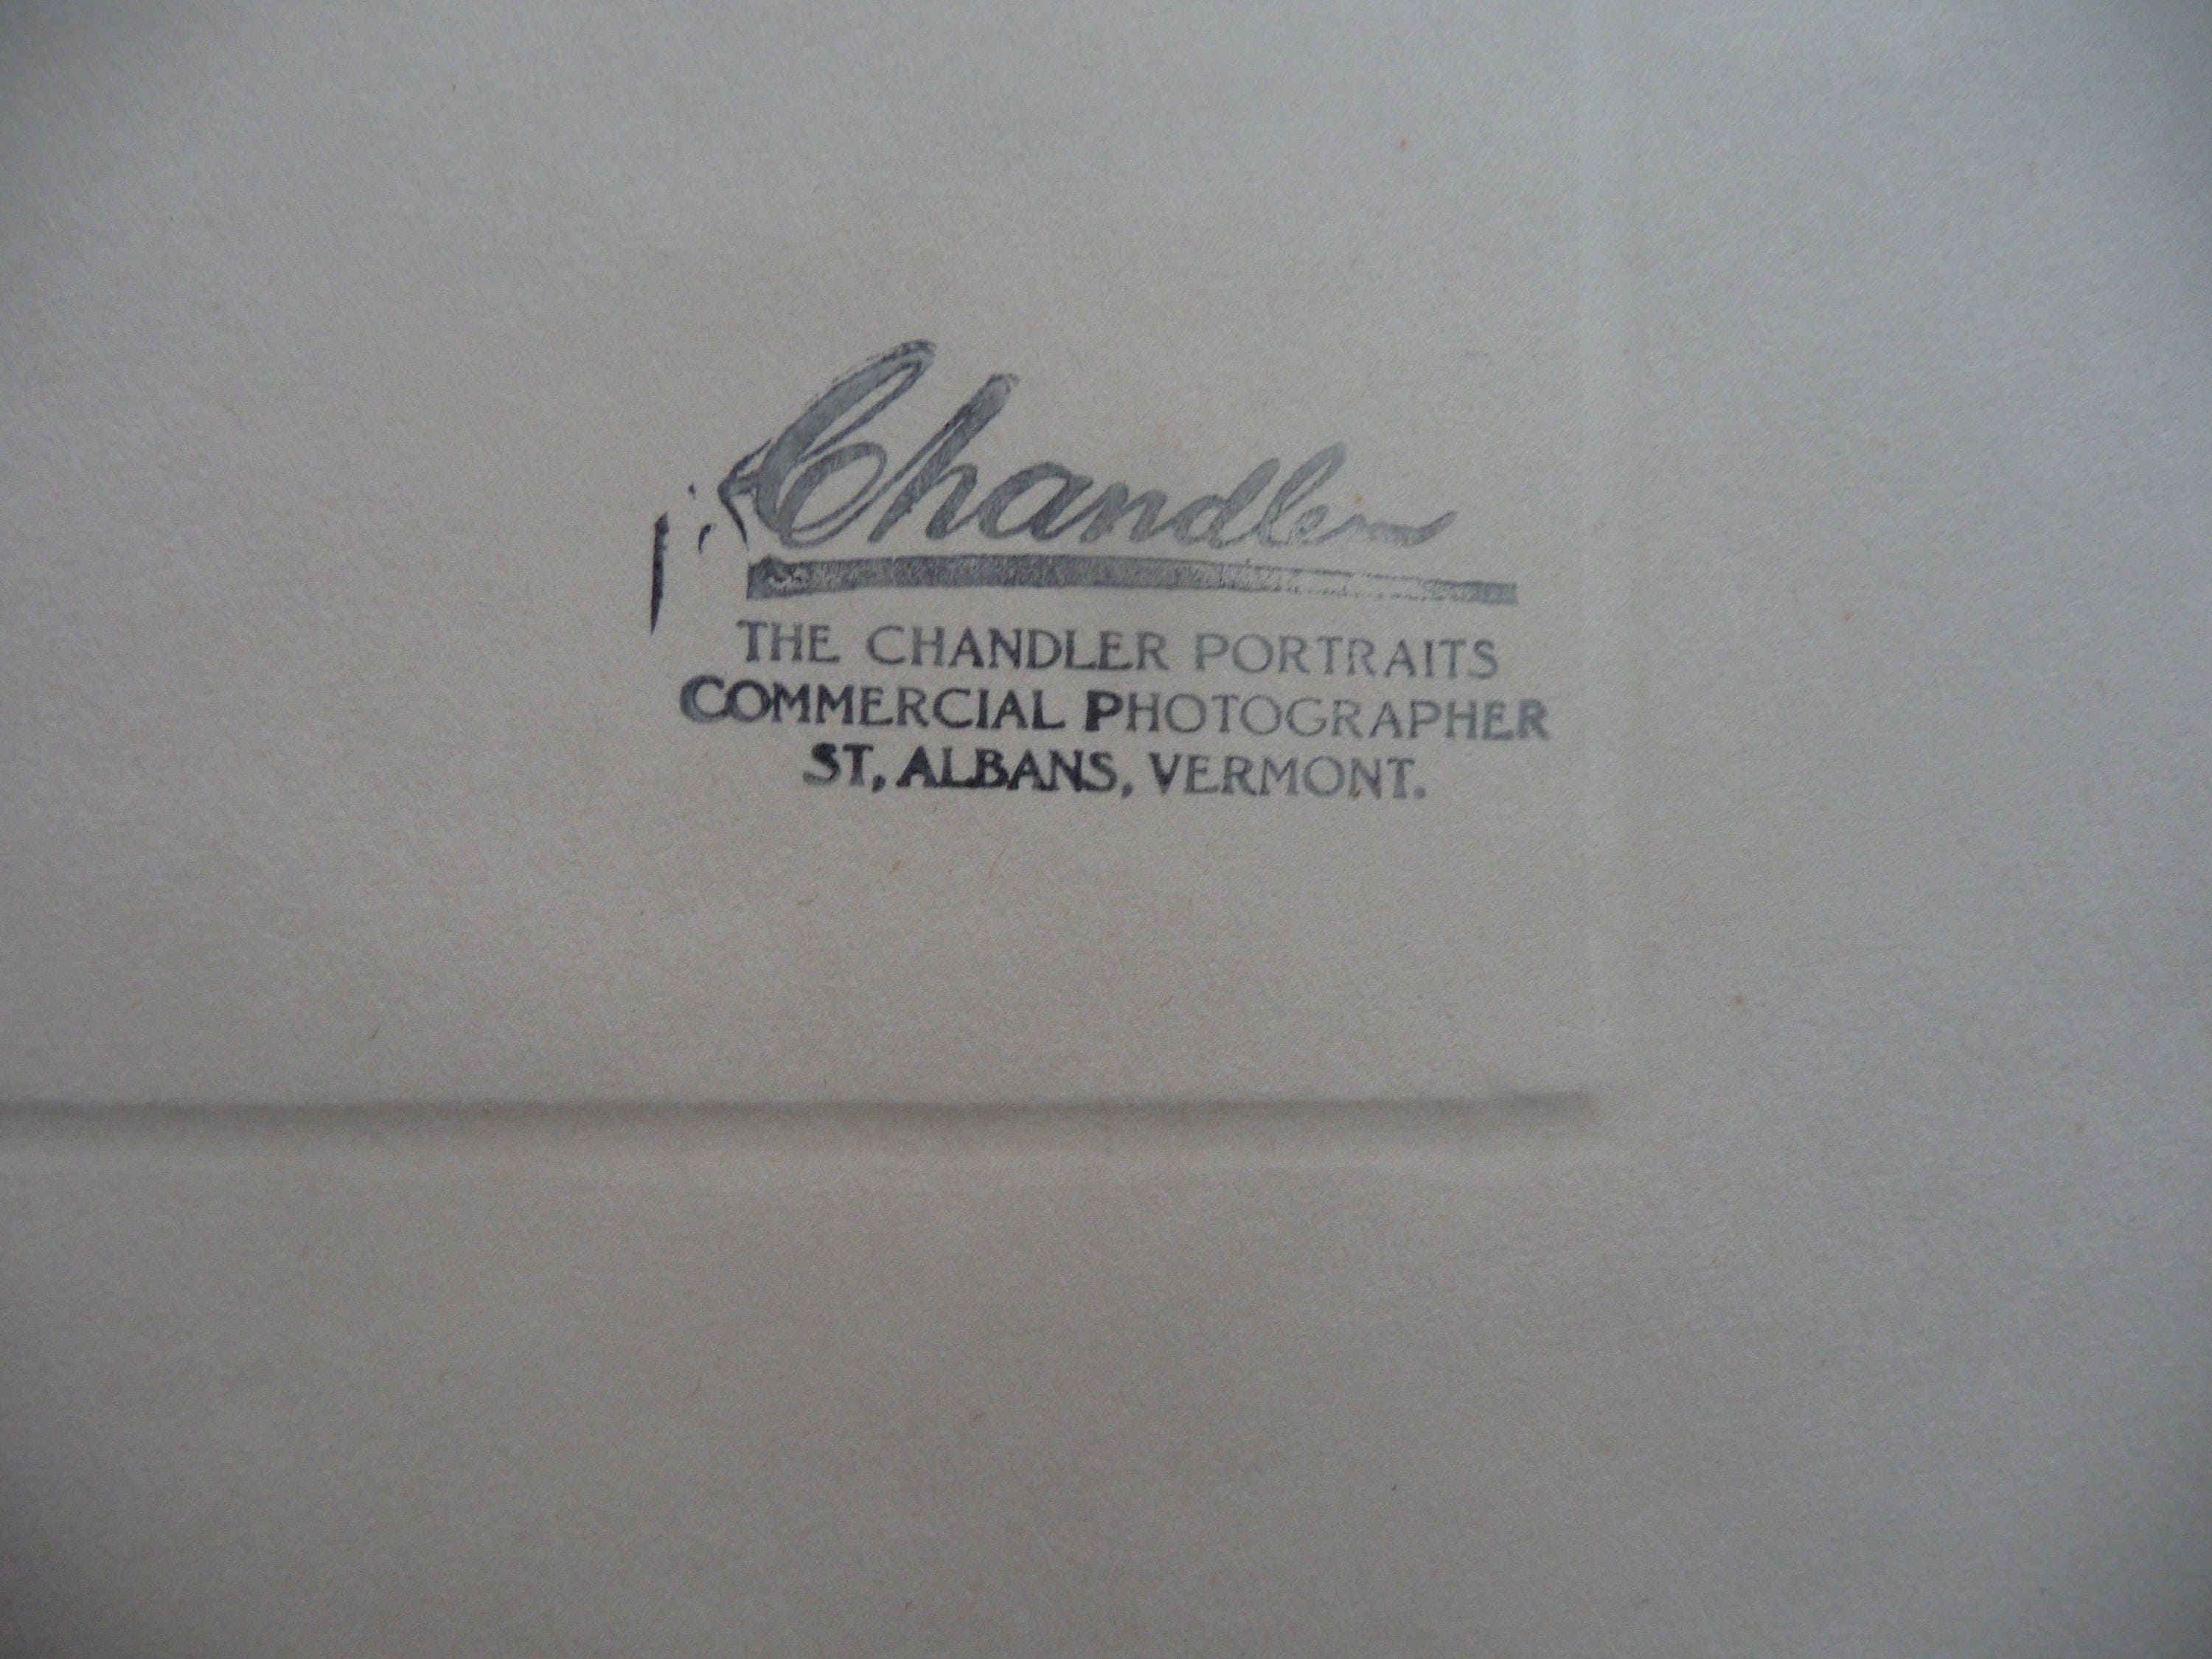 Chandler
THE CHANDLER PORTRAITS
COMMERCIAL PHOTOGRAPHER
ST, ALBANS, VERMONT.